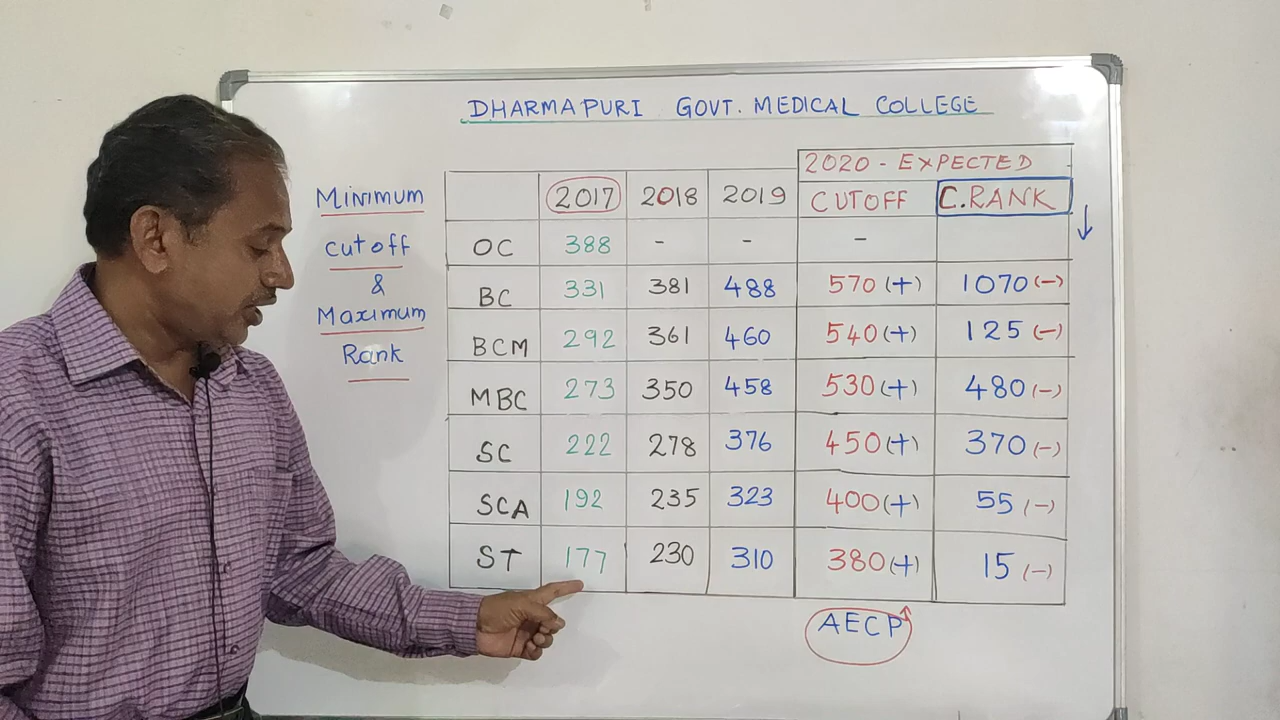 DHARMAPURI GOVT. MEDICAL COLLEGE
Minimum
cutoff
&
Maximum
Rank
2020 - EXPECTED
2017 2018 2019 CUTOFF C.RANK
OC 388 - - -
BC 331 381 488 570 (+) 1070 (-)
BCM 292 361 460 540 (+) 125 (-)
MBC 273 350 458 530 (+) 480 (-)
SC 222 278 376 450 (+) 370 (-)
SCA 192 235 323 400 (+) 55 (-)
ST 177 230 310 380 (+) 15 (-)
AECP